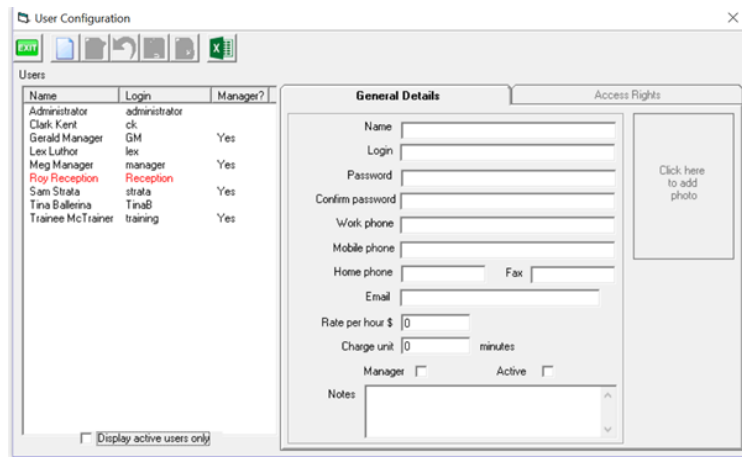 User Configuration
EXIT
Users
Name Login Manager?
Administrator administrator
Clark Kent ck
Gerald Manager GM Yes
Lex Luthor lex
Meg Manager manager Yes
Roy Reception Reception
Sam Strata strata Yes
Tina Ballerina TinaB
Trainee McTrainer training Yes
Display active users only
General Details Access Rights
Name
Login
Password
Confirm password
Work phone
Mobile phone
Home phone Fax
Email
Rate per hour $ 0
Charge unit 0 minutes
Manager Active
Notes
Click here
to add
photo